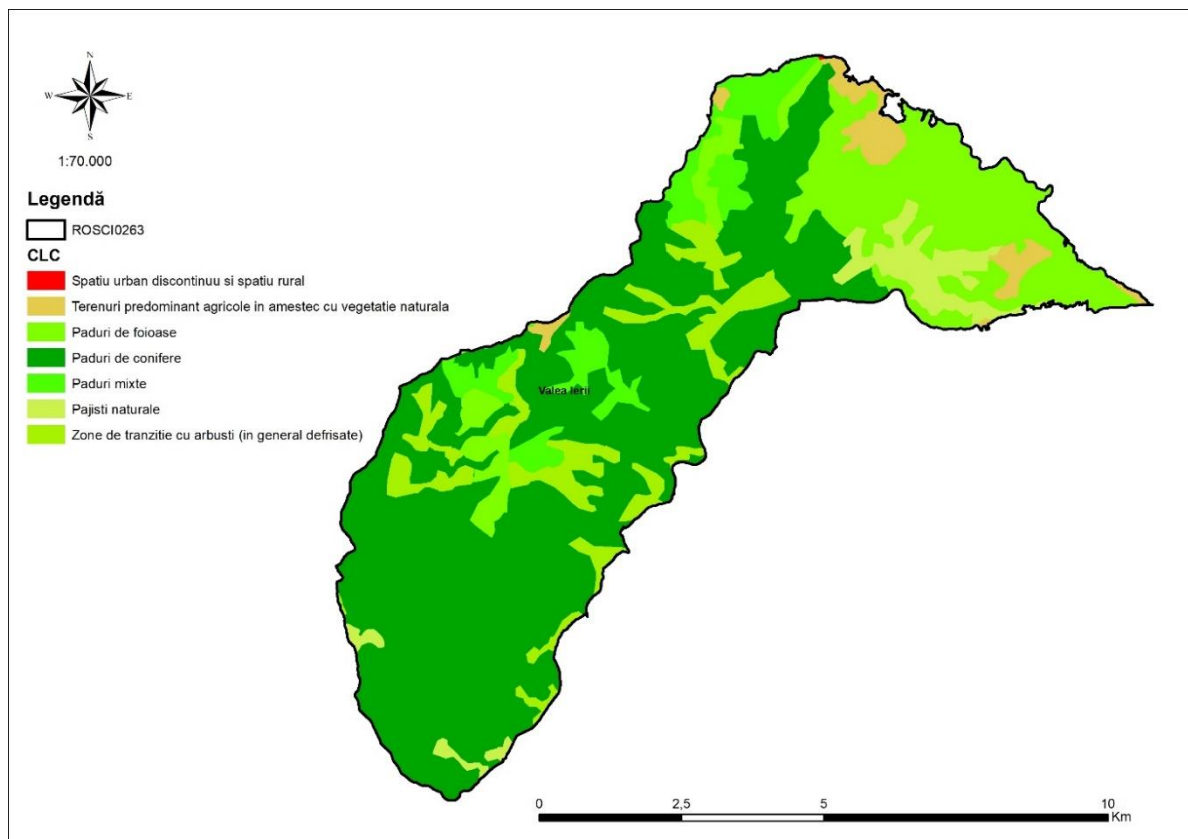 N
W E
S
1:70.000
Legendă
ROSCI0263
CLC
Spatiu urban discontinuu si spatiu rural
Terenuri predominant agricole in amestec cu vegetatie naturala
Paduri de foioase
Paduri de conifere
Paduri mixte
Pajisti naturale
Zone de tranzitie cu arbusti (in general defrisate)
Valea Ierii
0 2,5 5 10
Km